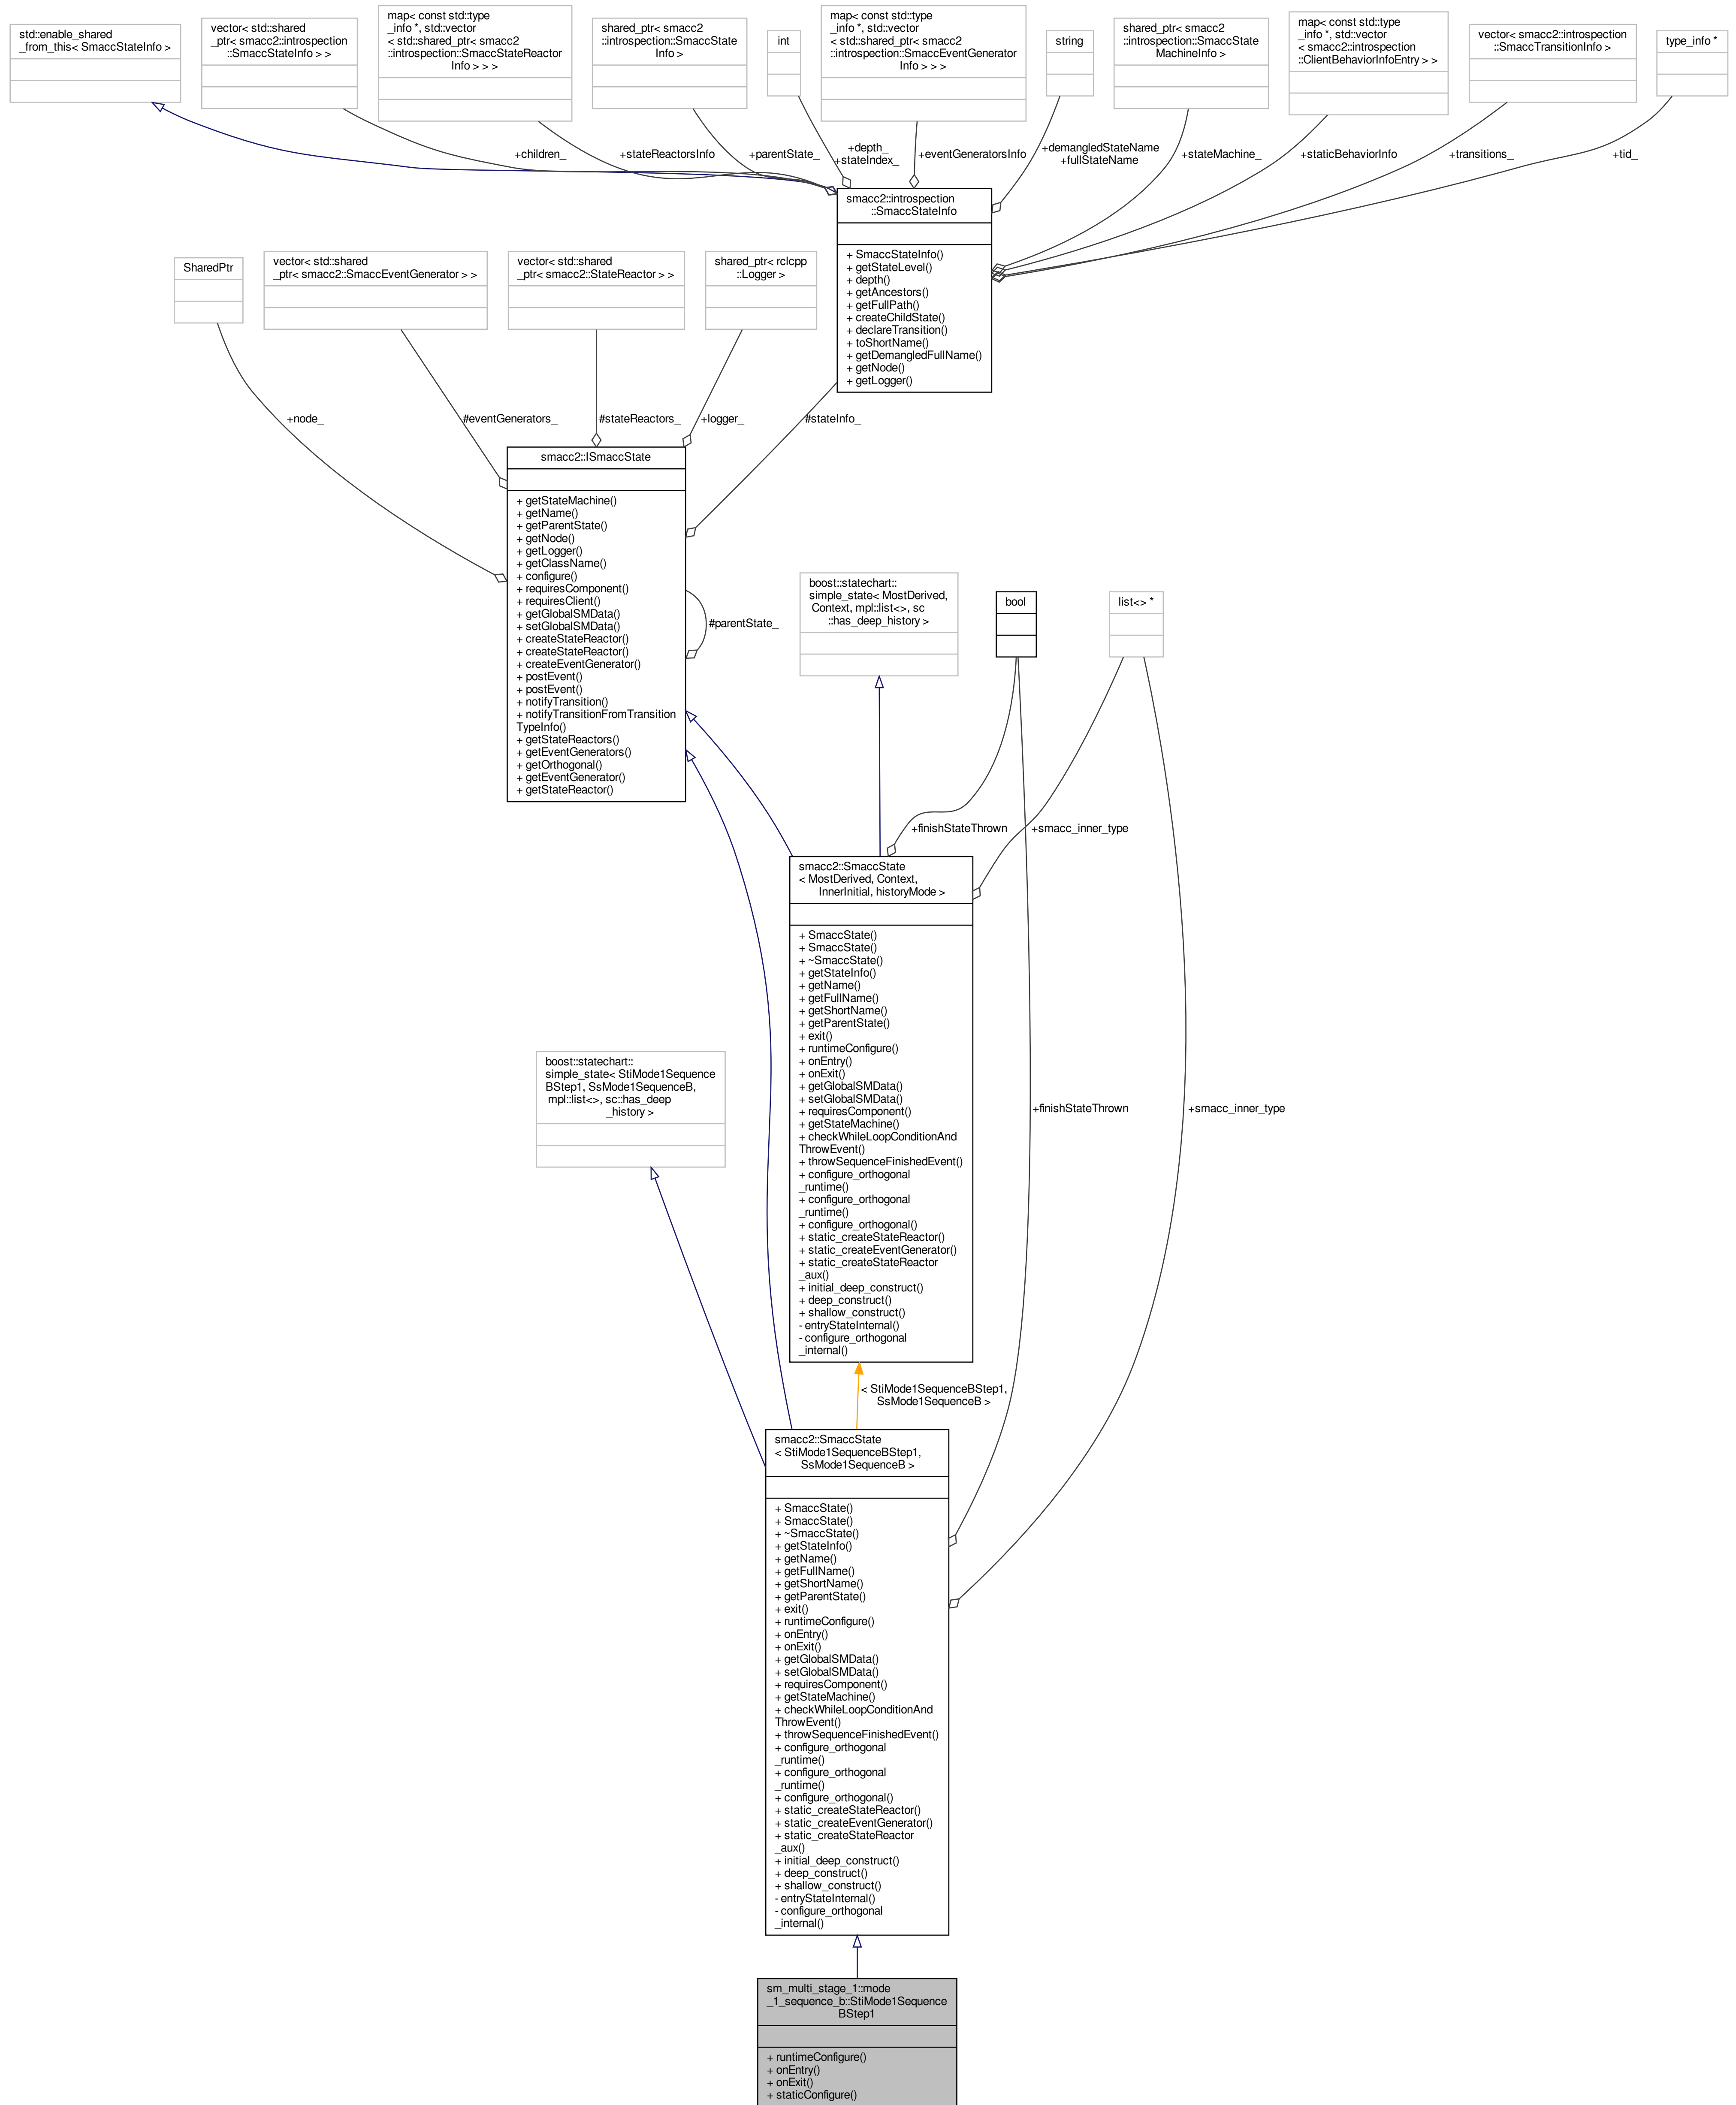 std::enable_shared
_from_this< SmaccStateInfo >
vector< std::shared
_ptr< smacc2::introspection
::SmaccStateInfo > >
map< const std::type
_info *, std::vector
< std::shared_ptr< smacc2
::introspection::SmaccStateReactor
Info > > >
shared_ptr< smacc2
::introspection::SmaccState
Info >
int
map< const std::type
_info *, std::vector
< std::shared_ptr< smacc2
::introspection::SmaccEventGenerator
Info > > >
string
shared_ptr< smacc2
::introspection::SmaccState
MachineInfo >
map< const std::type
_info *, std::vector
< smacc2::introspection
::ClientBehaviorInfoEntry > >
vector< smacc2::introspection
::SmaccTransitionInfo >
type_info *
+children_
+stateReactorsInfo
+parentState_
+depth_
+stateIndex_
+eventGeneratorsInfo
+demangledStateName
+fullStateName
+stateMachine_
+staticBehaviorInfo
+transitions_
+tid_
smacc2::introspection
::SmaccStateInfo
+ SmaccStateInfo()
+ getStateLevel()
+ depth()
+ getAncestors()
+ getFullPath()
+ createChildState()
+ declareTransition()
+ toShortName()
+ getDemangledFullName()
+ getNode()
+ getLogger()
SharedPtr
vector< std::shared
_ptr< smacc2::SmaccEventGenerator > >
vector< std::shared
_ptr< smacc2::StateReactor > >
shared_ptr< rclcpp
::Logger >
+node_
#eventGenerators_
#stateReactors_
+logger_
#stateInfo_
smacc2::ISmaccState
+ getStateMachine()
+ getName()
+ getParentState()
+ getNode()
+ getLogger()
+ getClassName()
+ configure()
+ requiresComponent()
+ requiresClient()
+ getGlobalSMData()
+ setGlobalSMData()
+ createStateReactor()
+ createStateReactor()
+ createEventGenerator()
+ postEvent()
+ postEvent()
+ notifyTransition()
+ notifyTransitionFromTransition
TypeInfo()
+ getStateReactors()
+ getEventGenerators()
+ getOrthogonal()
+ getEventGenerator()
+ getStateReactor()
#parentState_
boost::statechart::
simple_state< MostDerived,
Context, mpl::list<>, sc
::has_deep_history >
bool
list<> *
+finishStateThrown
+smacc_inner_type
smacc2::SmaccState
< MostDerived, Context,
InnerInitial, historyMode >
+ SmaccState()
+ SmaccState()
+ ~SmaccState()
+ getStateInfo()
+ getName()
+ getFullName()
+ getShortName()
+ getParentState()
+ exit()
+ runtimeConfigure()
+ onEntry()
+ onExit()
+ getGlobalSMData()
+ setGlobalSMData()
+ requiresComponent()
+ getStateMachine()
+ checkWhileLoopConditionAnd
ThrowEvent()
+ throwSequenceFinishedEvent()
+ configure_orthogonal
_runtime()
+ configure_orthogonal
_runtime()
+ configure_orthogonal()
+ static_createStateReactor()
+ static_createEventGenerator()
+ static_createStateReactor
_aux()
+ initial_deep_construct()
+ deep_construct()
+ shallow_construct()
- entryStateInternal()
- configure_orthogonal
_internal()
boost::statechart::
simple_state< StiMode1Sequence
BStep1, SsMode1SequenceB,
mpl::list<>, sc::has_deep
_history >
+finishStateThrown
+smacc_inner_type
< StiMode1SequenceBStep1,
SsMode1SequenceB >
smacc2::SmaccState
< StiMode1SequenceBStep1,
SsMode1SequenceB >
+ SmaccState()
+ SmaccState()
+ ~SmaccState()
+ getStateInfo()
+ getName()
+ getFullName()
+ getShortName()
+ getParentState()
+ exit()
+ runtimeConfigure()
+ onEntry()
+ onExit()
+ getGlobalSMData()
+ setGlobalSMData()
+ requiresComponent()
+ getStateMachine()
+ checkWhileLoopConditionAnd
ThrowEvent()
+ throwSequenceFinishedEvent()
+ configure_orthogonal
_runtime()
+ configure_orthogonal
_runtime()
+ configure_orthogonal()
+ static_createStateReactor()
+ static_createEventGenerator()
+ static_createStateReactor
_aux()
+ initial_deep_construct()
+ deep_construct()
+ shallow_construct()
- entryStateInternal()
- configure_orthogonal
_internal()
sm_multi_stage_1::mode
_1_sequence_b::StiMode1Sequence
BStep1
+ runtimeConfigure()
+ onEntry()
+ onExit()
+ staticConfigure()